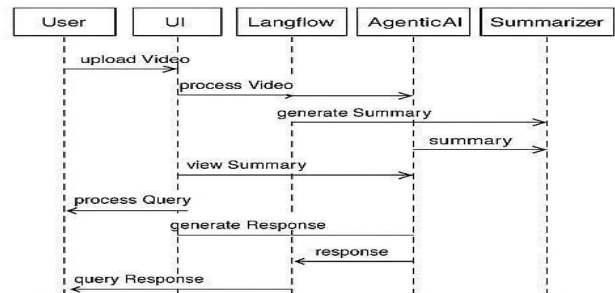 User UI Langflow AgenticAI Summarizer
upload Video
process Video
generate Summary
summary
view Summary
process Query
generate Response
response
query Response